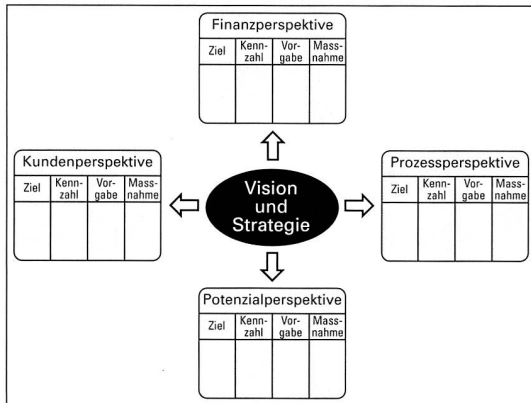 Finanzperspektive
Ziel Kenn- Vor- Mass-
zahl gabe nahme
Kundenperspektive
Ziel Kenn- Vor- Mass-
zahl gabe nahme
Vision
und
Strategie
Prozessperspektive
Ziel Kenn- Vor- Mass-
zahl gabe nahme
Potenzialperspektive
Ziel Kenn- Vor- Mass-
zahl gabe nahme